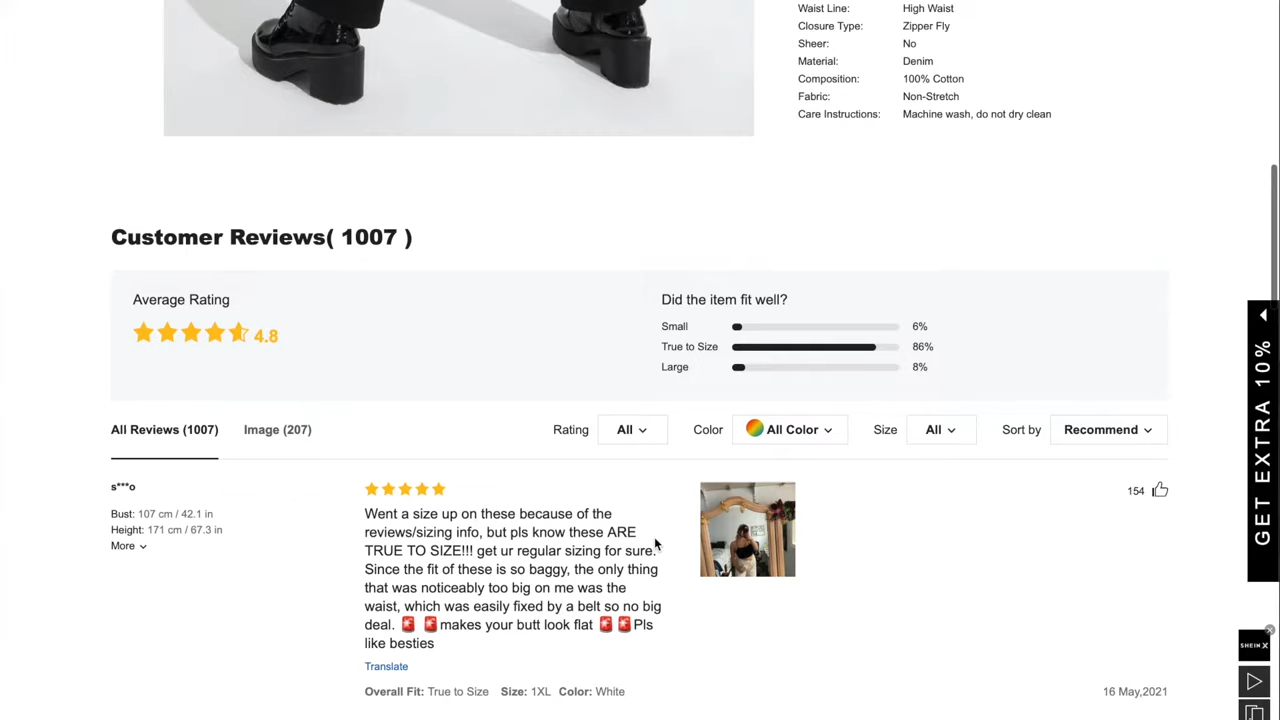 Waist Line: High Waist
Closure Type: Zipper Fly
Sheer: No
Material: Denim
Composition: 100% Cotton
Fabric: Non-Stretch
Care Instructions: Machine wash, do not dry clean
Customer Reviews( 1007 )
Average Rating
4.8
Did the item fit well?
Small 6%
True to Size 86%
Large 8%
All Reviews (1007) Image (207) Rating All Color All Color Size All Sort by Recommend
s***o
Bust: 107 cm / 42.1 in
Height: 171 cm / 67.3 in
More
Went a size up on these because of the
reviews/sizing info, but pls know these ARE
TRUE TO SIZE!!! get ur regular sizing for sure.
Since the fit of these is so baggy, the only thing
that was noticeably too big on me was the
waist, which was easily fixed by a belt so no big
deal. 🚨 🚨makes your butt look flat 🚨🚨Pls
like besties
Translate
Overall Fit: True to Size Size: 1XL Color: White
154
16 May,2021
GET EXTRA 10%
SHEIN X